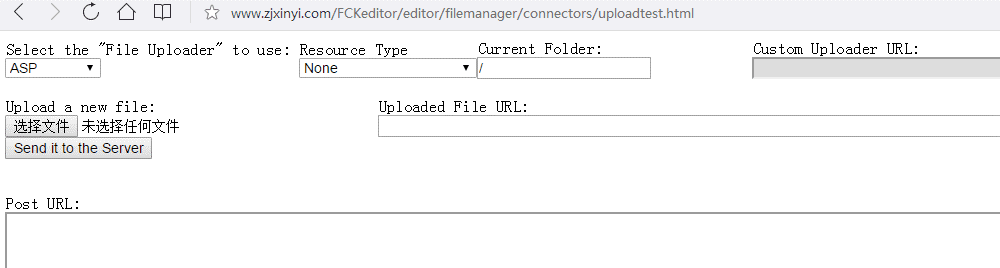 www.zjxinyi.com/FCKeditor/editor/filemanager/connectors/uploadtest.html
Select the "File Uploader" to use: Resource Type Current Folder: Custom Uploader URL:
ASP None /
Upload a new file: Uploaded File URL:
选择文件 未选择任何文件
Send it to the Server
Post URL: